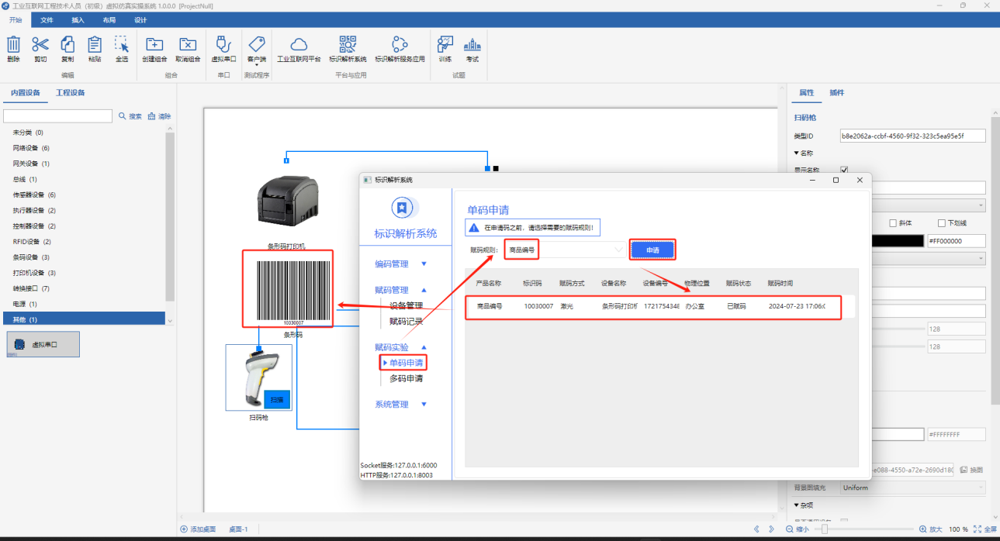 工业互联网工程技术人员（初级）虚拟仿真实操系统 1.0.0.0 [ProjectNull]
开始 文件 插入 布局 设计
删除 剪切 复制 粘贴 全选 创建组合 取消组合 虚拟串口 客户端 工业互联网平台 标识解析系统 标识解析服务应用 训练 考试
编辑 组合 串口 测试程序 平台与应用 试题
内置设备 工程设备
搜索 清除
未分类 (0)
网络设备 (6)
网关设备 (1)
总线 (1)
传感器设备 (6)
执行器设备 (2)
控制器设备 (2)
RFID设备 (2)
条码设备 (3)
打印机设备 (3)
转换接口 (7)
电源 (1)
其他 (1)
虚拟串口
条形码打印机
10030007
条形码
扫描
扫码枪
标识解析系统
标识解析系统
编码管理
赋码管理
设备管理
赋码记录
赋码实验
单码申请
多码申请
系统管理
Socket服务:127.0.0.1:6000
HTTP服务:127.0.0.1:8003
单码申请
在申请码之前，请选择需要的赋码规则！
赋码规则： 商品编号 申请
产品名称 标识码 赋码方式 设备名称 设备编号 物理位置 赋码状态 赋码时间
商品编号 10030007 激光 条形码打印机 1721754348 办公室 已赋码 2024-07-23 17:06:0
属性 插件
扫码枪
类型ID b8e2062a-ccbf-4560-9f32-323c5ea95e5f
名称
显示名称
斜体 下划线
#FF000000
128
128
#FFFFFFFF
-e088-4550-a72e-2690d180 换图
背景图填充 Uniform
杂项
添加桌面 桌面-1
缩小 放大 100 % 全屏